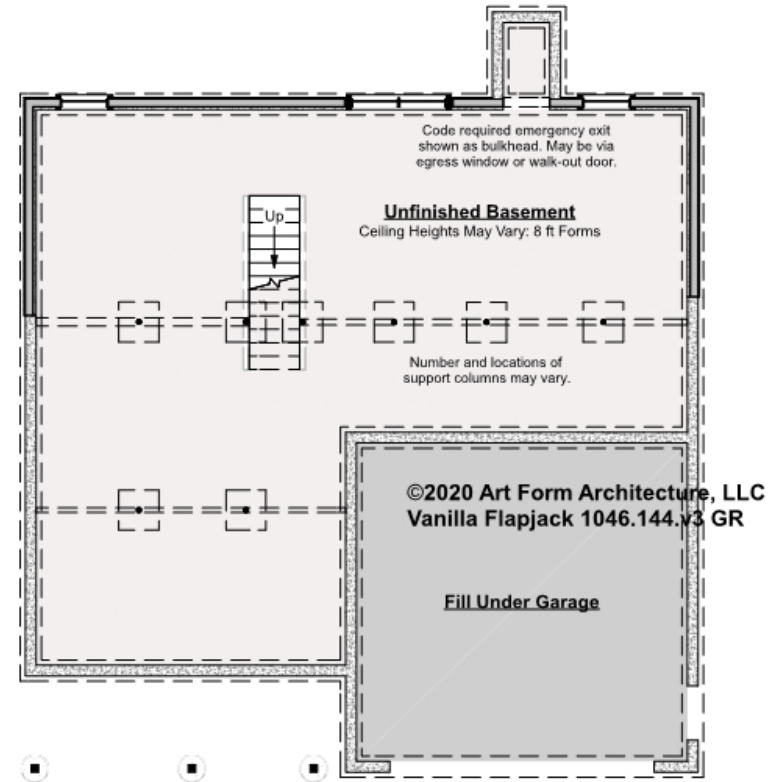 Code required emergency exit
shown as bulkhead. May be via
egress window or walk-out door.
Up
Unfinished Basement
Ceiling Heights May Vary: 8 ft Forms
Number and locations of
support columns may vary.
©2020 Art Form Architecture, LLC
Vanilla Flapjack 1046.144.v3 GR
Fill Under Garage